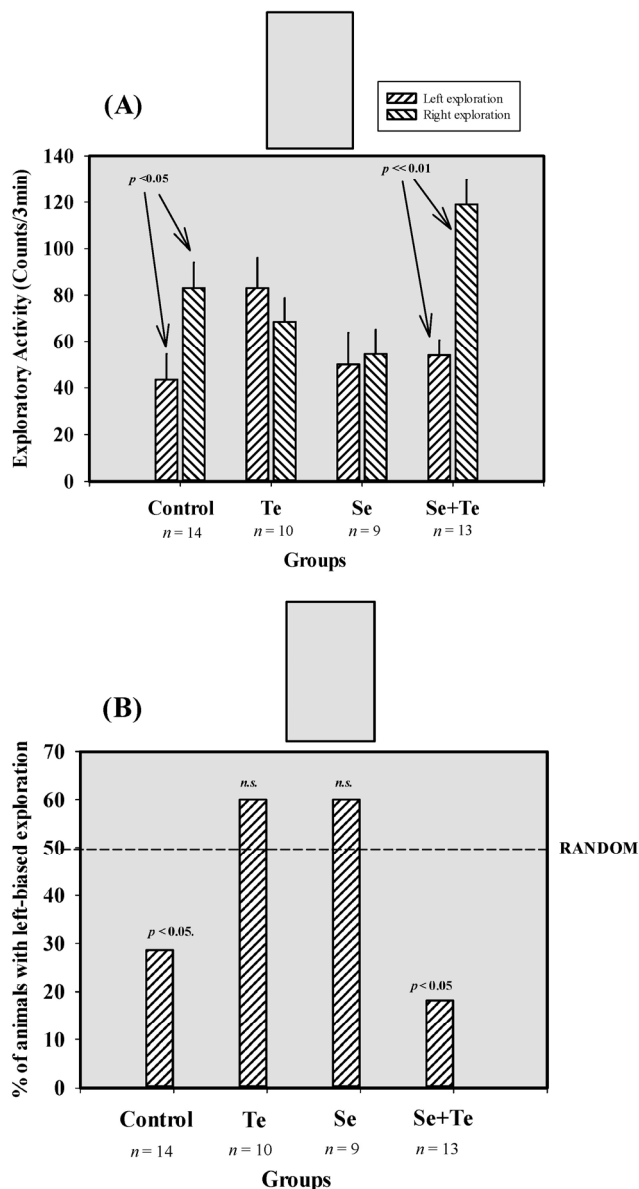 (A)
Left exploration
Right exploration
Exploratory Activity (Counts/3min)
140
120
100
80
60
40
20
0
p <0.05
p << 0.01
Control
Te
Se
Se+Te
n = 14
n = 10
n = 9
n = 13
Groups
(B)
% of animals with left-biased exploration
70
60
50
40
30
20
10
0
n.s.
n.s.
RANDOM
p < 0.05.
p < 0.05
Control
Te
Se
Se+Te
n = 14
n = 10
n = 9
n = 13
Groups